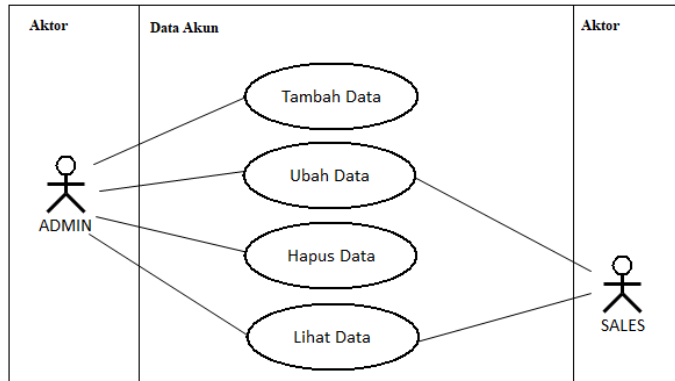 Aktor
Data Akun
Aktor
Tambah Data
Ubah Data
ADMIN
Hapus Data
Lihat Data
SALES